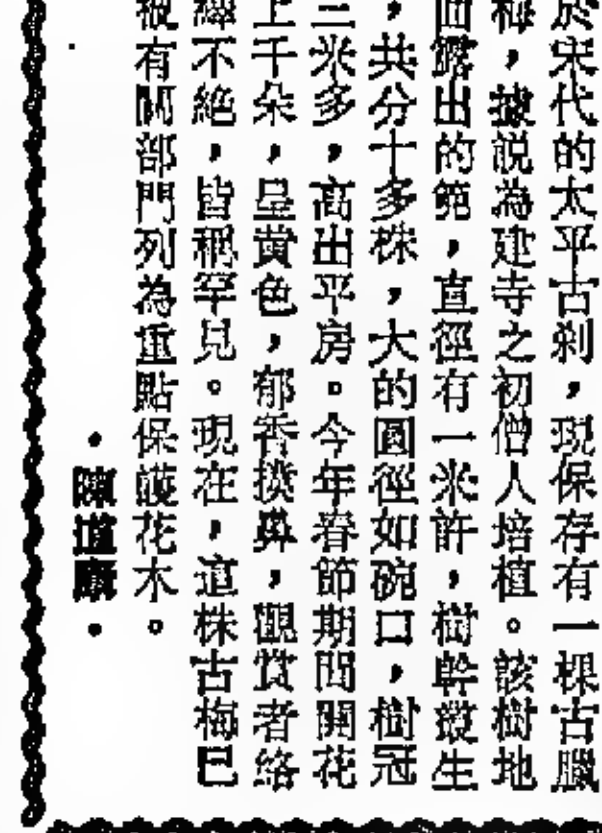 於宋代的太平古剎，現保存有一棵古臘
梅，據説為建寺之初僧人培植。該樹地
面露出的蔸，直徑有一米許，樹幹叢生
，共分十多株，大的圓徑如碗口，樹冠
三米多，高出平房。今年春節期間開花
上千朵，呈黄色，郁香撲鼻，觀賞者絡
繹不絕，皆稱罕見。現在，這株古梅已
被有關部門列為重點保護花木。
・陳道康・